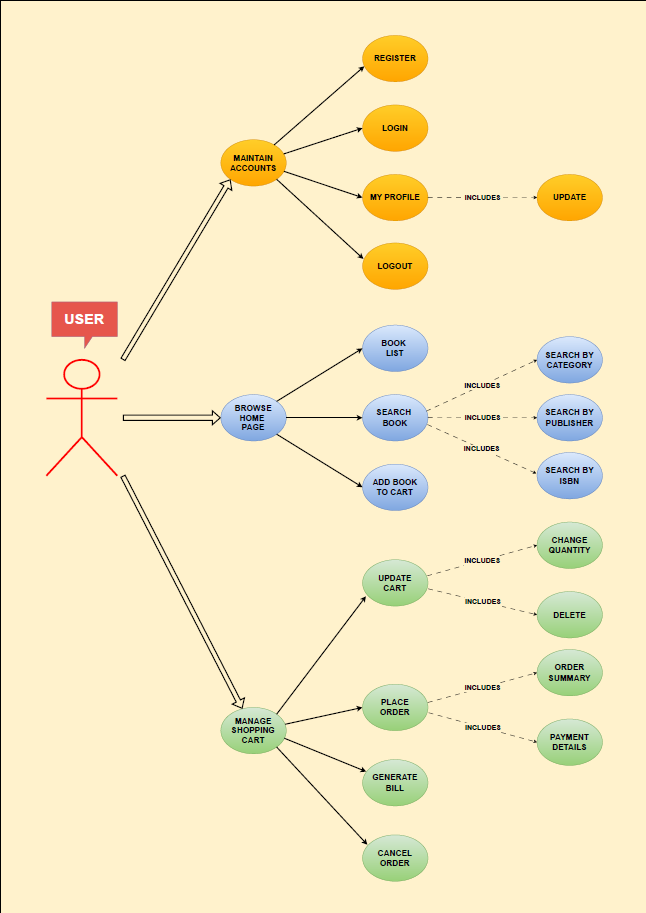 REGISTER
LOGIN
MAINTAIN
ACCOUNTS
MY PROFILE
INCLUDES
UPDATE
LOGOUT
USER
BOOK
LIST
SEARCH BY
CATEGORY
INCLUDES
BROWSE
HOME
PAGE
SEARCH
BOOK
INCLUDES
SEARCH BY
PUBLISHER
INCLUDES
SEARCH BY
ISBN
ADD BOOK
TO CART
CHANGE
QUANTITY
INCLUDES
UPDATE
CART
INCLUDES
DELETE
ORDER
SUMMARY
INCLUDES
PLACE
ORDER
INCLUDES
PAYMENT
DETAILS
MANAGE
SHOPPING
CART
GENERATE
BILL
CANCEL
ORDER